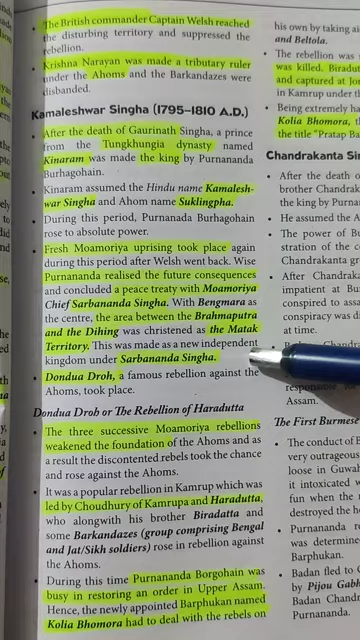 The British commander Captain Welsh reached
the disturbing territory and suppressed the
rebellion.
Krishna Narayan was made a tributary ruler
under the Ahoms and the Barkandazes were
disbanded.
Kamaleshwar Singha (1795–1810 A.D.)
After the death of Gaurinath Singha, a prince
from the Tungkhungia dynasty named
Kinaram was made the king by Purnananda
Burhagohain.
Kinaram assumed the Hindu name Kamalesh-
war Singha and Ahom name Suklingpha.
During this period, Purnanada Burhagohain
rose to absolute power.
Fresh Moamoriya uprising took place again
during this period after Welsh went back. Wise
Purnananda realised the future consequences
and concluded a peace treaty with Moamoriya
Chief Sarbananda Singha. With Bengmara as
the centre, the area between the Brahmaputra
and the Dihing was christened as the Matak
Territory. This was made as a new independent
kingdom under Sarbananda Singha.
Dondua Droh, a famous rebellion against the
Ahoms, took place.
Dondua Droh or The Rebellion of Haradutta
The three successive Moamoriya rebellions
weakened the foundation of the Ahoms and as
a result the discontented rebels took the chance
and rose against the Ahoms.
It was a popular rebellion in Kamrup which was
led by Choudhury of Kamrupa and Haradutta,
who alongwith his brother Biradatta and
some Barkandazes (group comprising Bengal
and Jat/Sikh soldiers) rose in rebellion against
the Ahoms.
During this time Purnananda Borgohain was
busy in restoring an order in Upper Assam.
Hence, the newly appointed Barphukan named
Kolia Bhomora had to deal with the rebels on
his own by taking
and Beltola.
The rebellion was
was killed. Biradu
and captured at Jo
in Kamrup under t
Being extremely ha
Kolia Bhomora, t
the title "Pratap Ba
Chandrakanta Si
After the death o
brother Chandrak
the king by Purna
He assumed the A
The power of Bu
stration of the c
Chandrakanta gr
After Chandraka
impatient at Bu
conspired to assa
conspiracy was di
at time.
Assam.
The First Burmese
The conduct of B
very outrageous
loose in Guwah
it intoxicated w
fun when the
destroyed the ho
Purnananda
was determine
Barphukan.
Badan fled to C
by Pijou Gabh
Badan Chand
Purnananda.